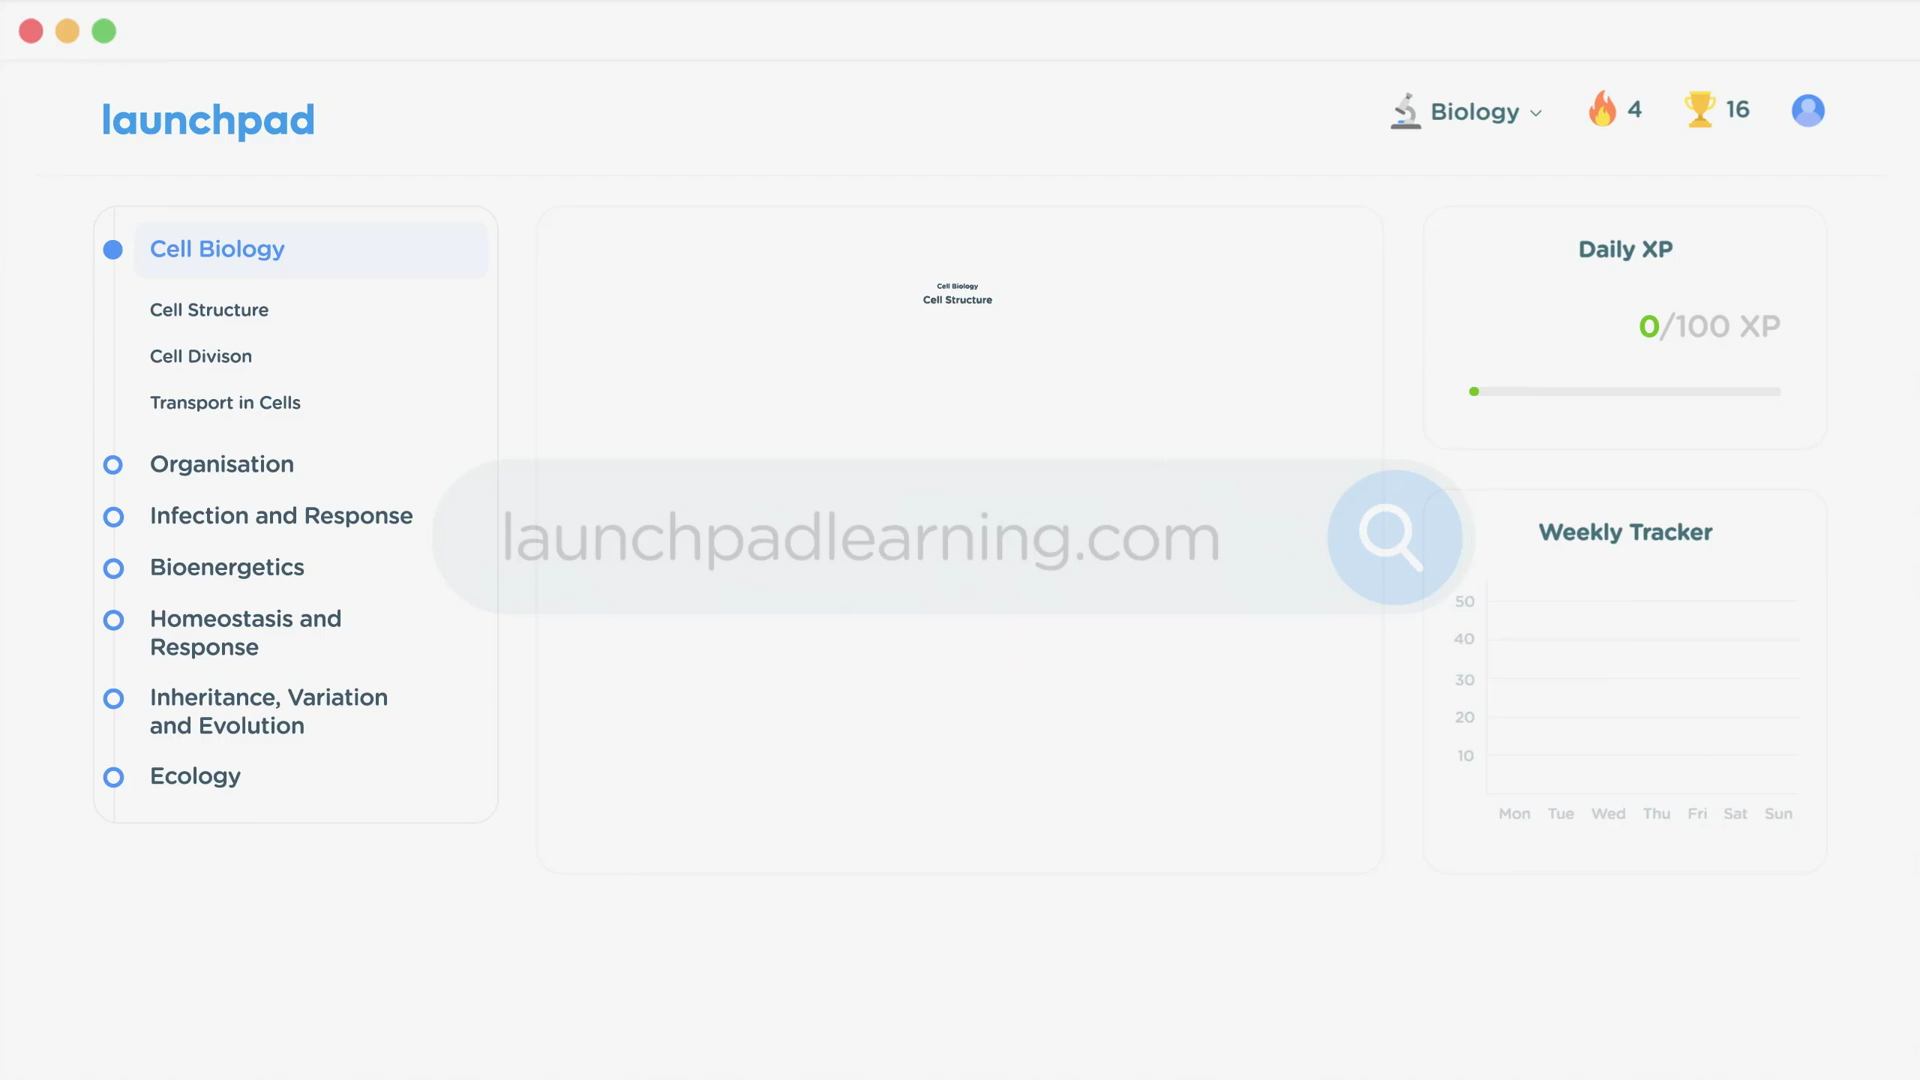 launchpad
Biology
4
16
Cell Biology
Cell Structure
Cell Divison
Transport in Cells
Organisation
Infection and Response
Bioenergetics
Homeostasis and
Response
Inheritance, Variation
and Evolution
Ecology
Cell Biology
Cell Structure
launchpadlearning.com
Daily XP
0/100 XP
Weekly Tracker
50
40
30
20
10
Mon Tue Wed Thu Fri Sat Sun